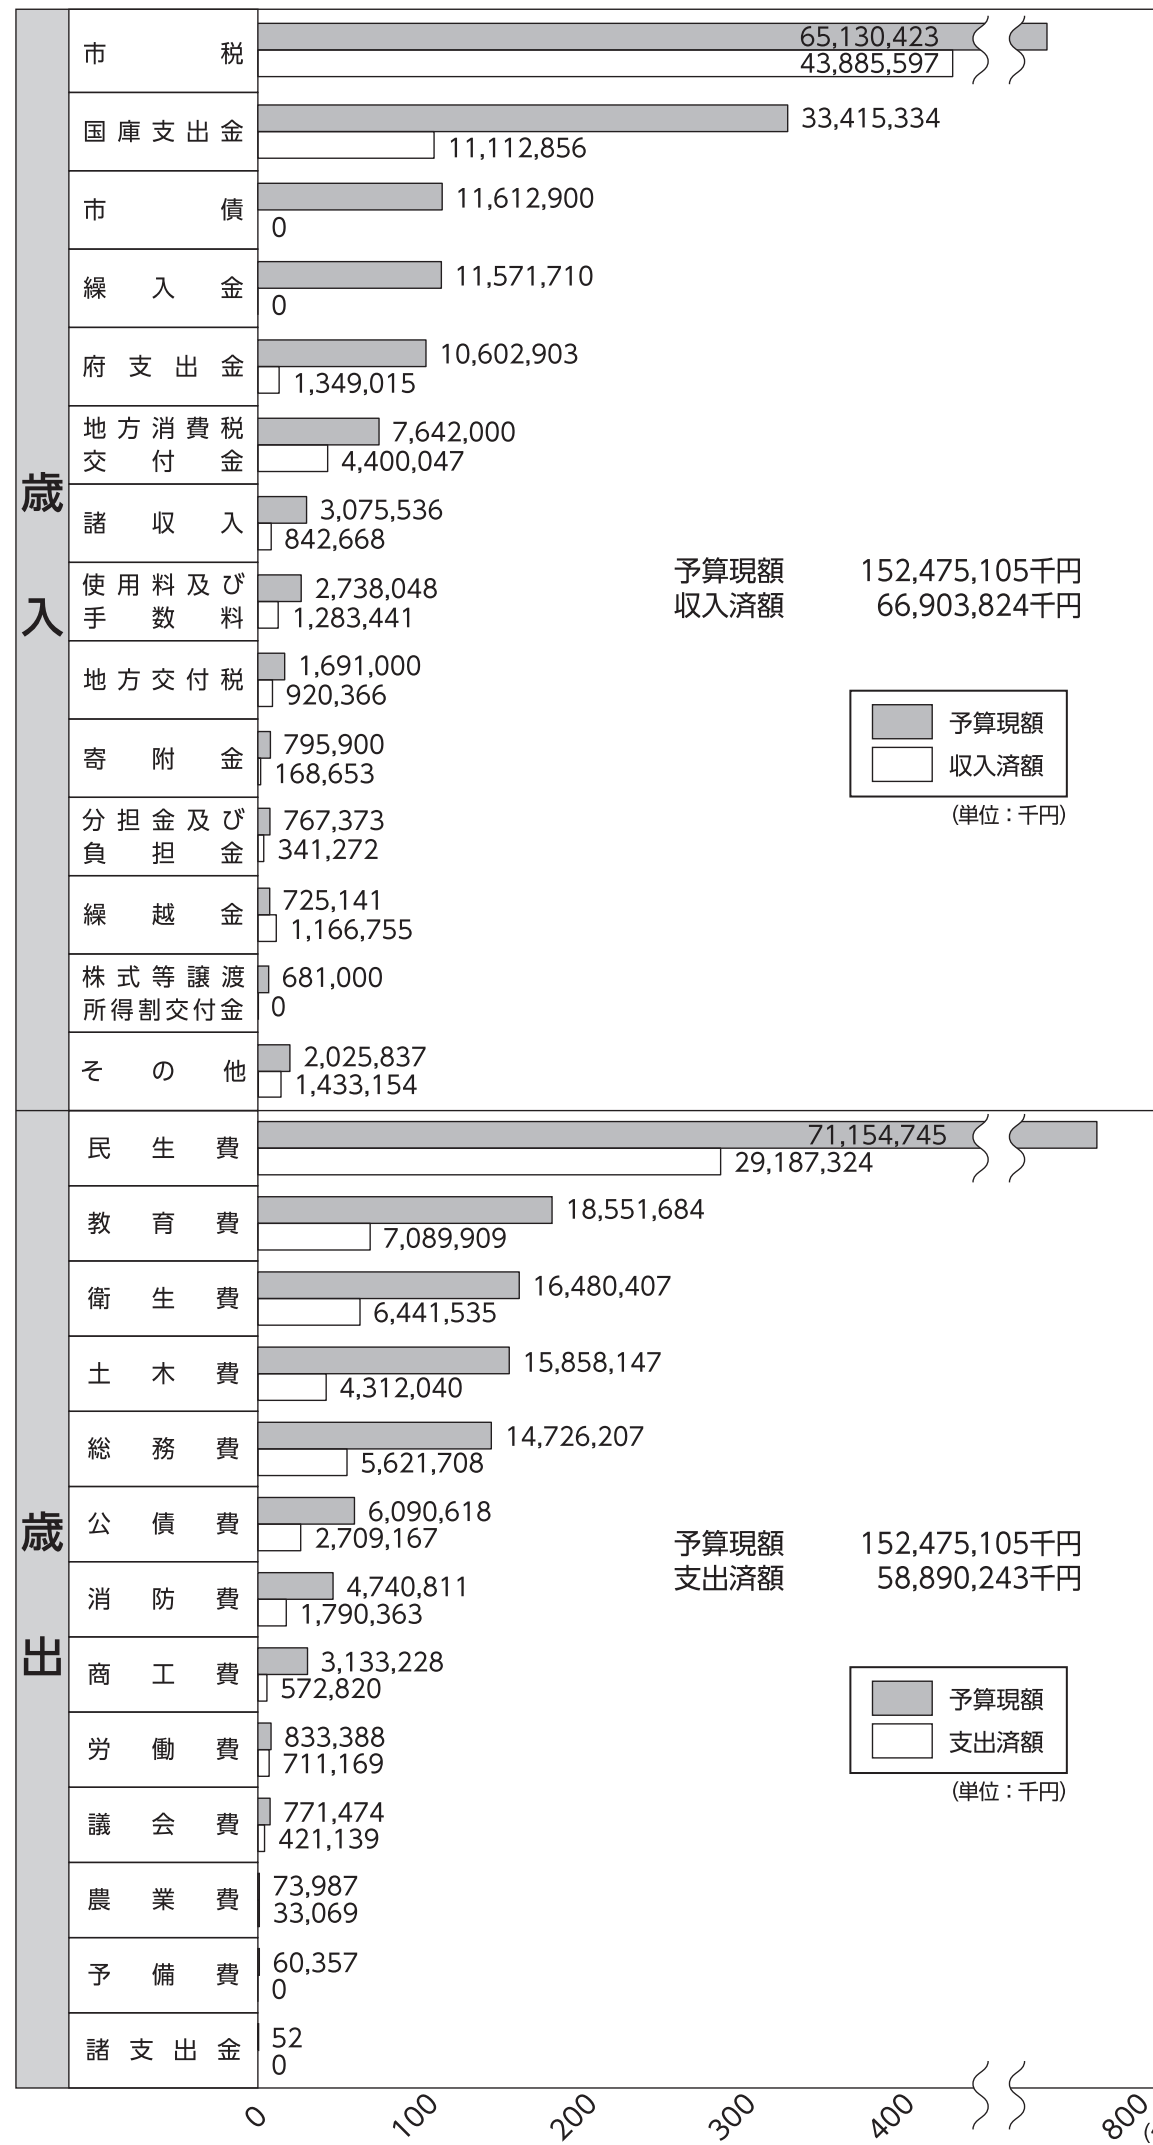 歳入
市税
65,130,423
43,885,597
国庫支出金
33,415,334
11,112,856
市債
11,612,900
0
繰入金
11,571,710
0
府支出金
10,602,903
1,349,015
地方消費税
交付金
7,642,000
4,400,047
諸収入
3,075,536
842,668
使用料及び
手数料
2,738,048
1,283,441
地方交付税
1,691,000
920,366
寄附金
795,900
168,653
分担金及び
負担金
767,373
341,272
繰越金
725,141
1,166,755
株式等譲渡
所得割交付金
681,000
0
その他
2,025,837
1,433,154
予算現額 152,475,105千円
収入済額 66,903,824千円
予算現額
収入済額
(単位：千円)
歳出
民生費
71,154,745
29,187,324
教育費
18,551,684
7,089,909
衛生費
16,480,407
6,441,535
土木費
15,858,147
4,312,040
総務費
14,726,207
5,621,708
公債費
6,090,618
2,709,167
消防費
4,740,811
1,790,363
商工費
3,133,228
572,820
労働費
833,388
711,169
議会費
771,474
421,139
農業費
73,987
33,069
予備費
60,357
0
諸支出金
52
0
予算現額 152,475,105千円
支出済額 58,890,243千円
予算現額
支出済額
(単位：千円)
0 100 200 300 400 800